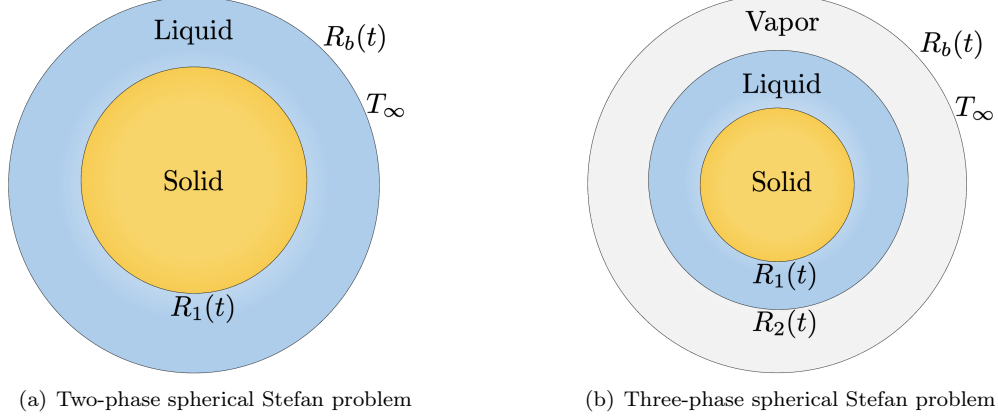 Liquid
R_b(t)
T_∞
Solid
R_1(t)
(a) Two-phase spherical Stefan problem
Vapor
R_b(t)
Liquid
T_∞
Solid
R_1(t)
R_2(t)
(b) Three-phase spherical Stefan problem